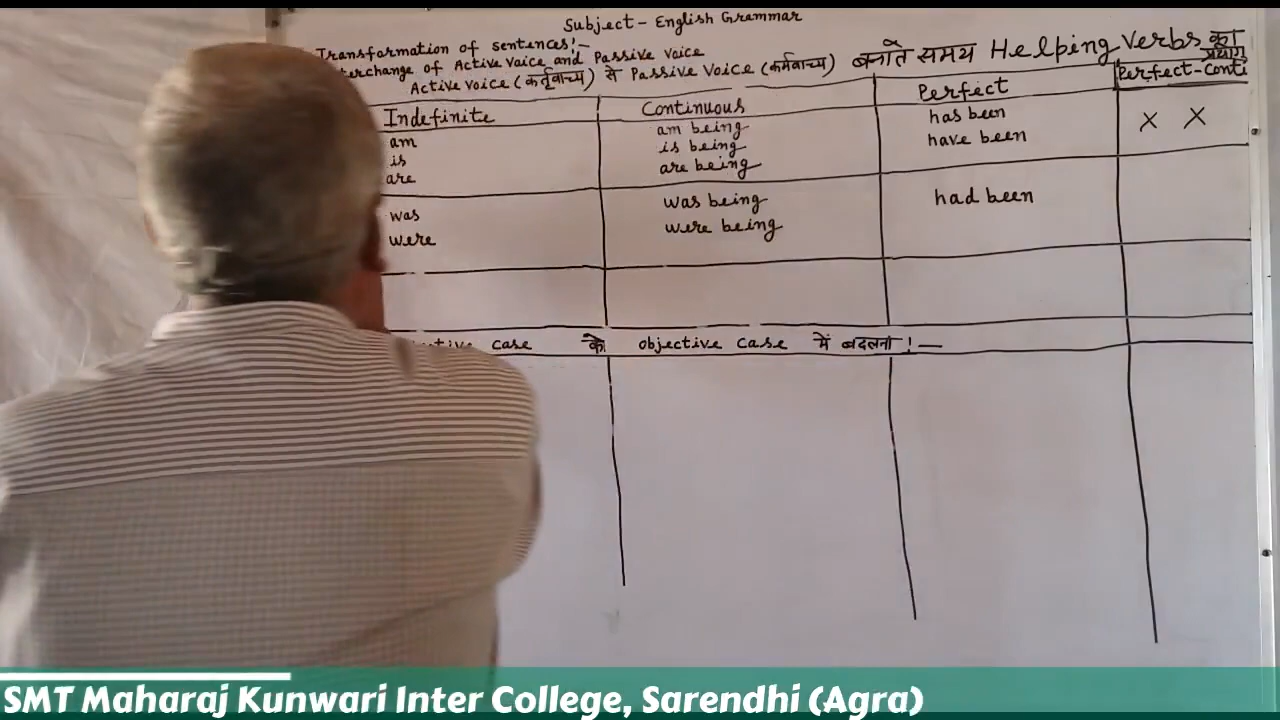 Subject - English Grammar
Transformation of sentences:-
terchange of Active Voice and Passive Voice
Active Voice (कर्तृवाच्य) से Passive Voice (कर्मवाच्य) बनाते समय Helping Verbs का प्रयोग
Indefinite Continuous Perfect Perfect-Conti
am am being has been × ×
is is being have been
are are being
was was being had been
were were being
ctive case को objective case में बदलना!—
SMT Maharaj Kunwari Inter College, Sarendhi (Agra)